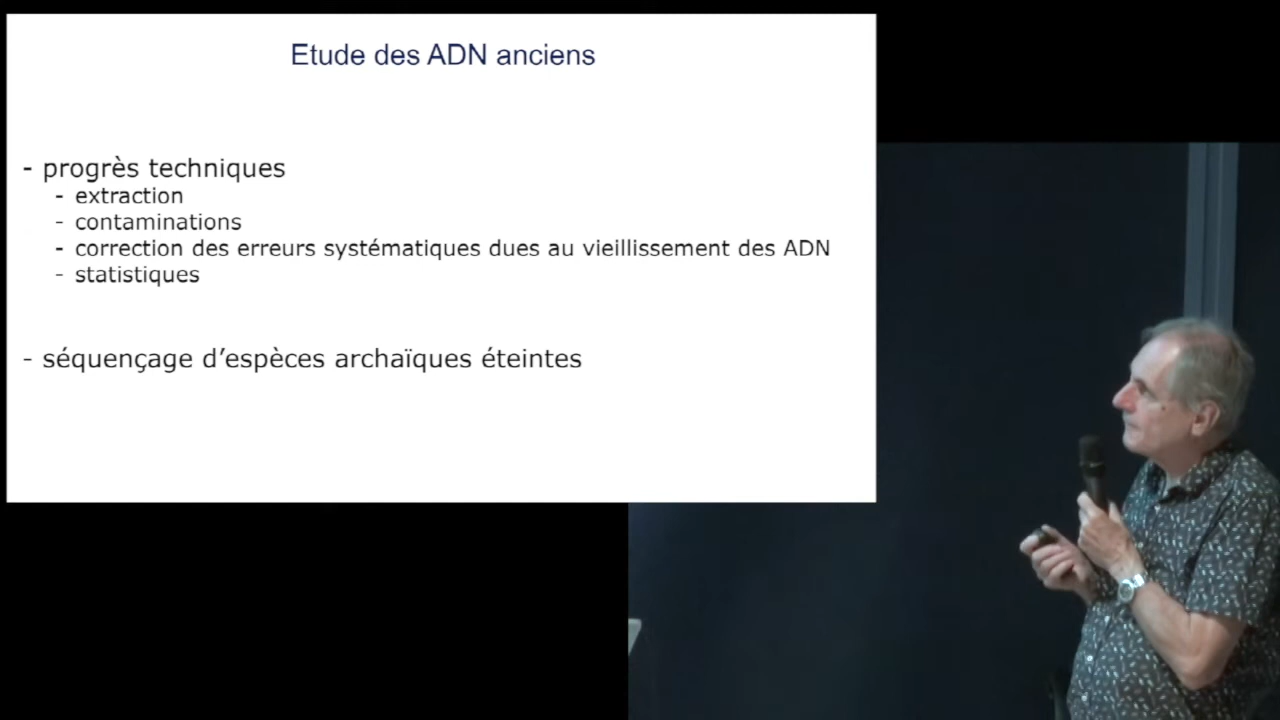 Etude des ADN anciens
- progrès techniques
- extraction
- contaminations
- correction des erreurs systématiques dues au vieillissement des ADN
- statistiques
- séquençage d’espèces archaïques éteintes